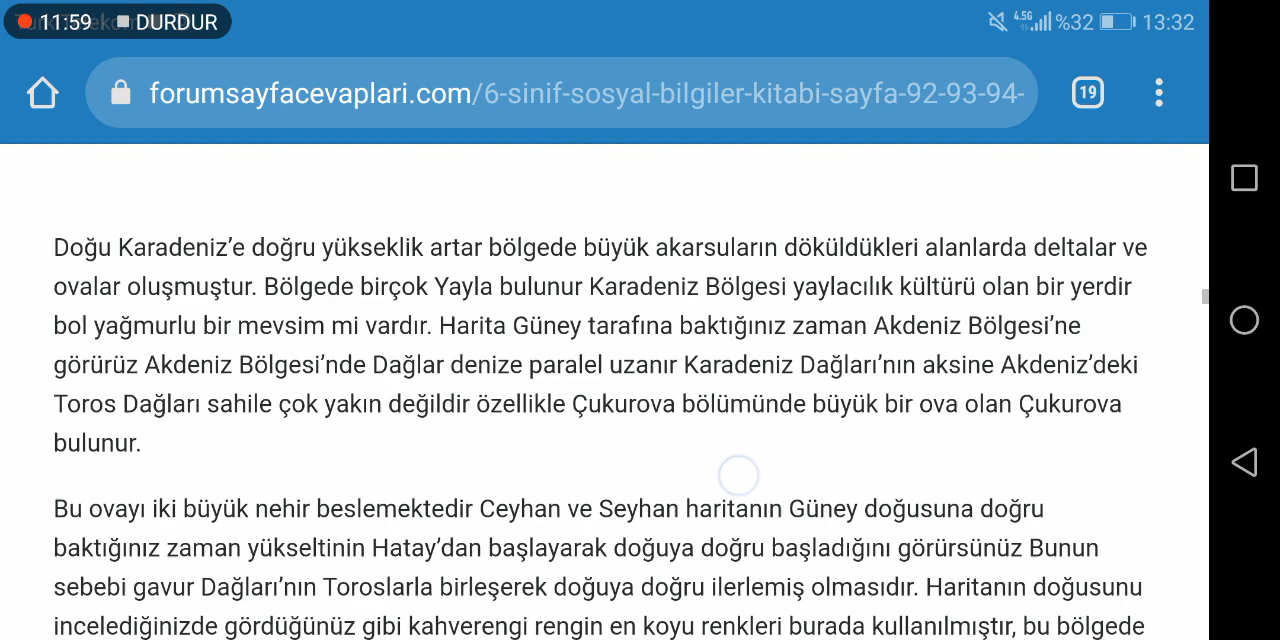 11:59 DURDUR
4.5G %32 13:32
forumsayfacevaplari.com/6-sinif-sosyal-bilgiler-kitabi-sayfa-92-93-94-
19
Doğu Karadeniz’e doğru yükseklik artar bölgede büyük akarsuların döküldükleri alanlarda deltalar ve
ovalar oluşmuştur. Bölgede birçok Yayla bulunur Karadeniz Bölgesi yaylacılık kültürü olan bir yerdir
bol yağmurlu bir mevsim mi vardır. Harita Güney tarafına baktığınız zaman Akdeniz Bölgesi’ne
görürüz Akdeniz Bölgesi’nde Dağlar denize paralel uzanır Karadeniz Dağları’nın aksine Akdeniz’deki
Toros Dağları sahile çok yakın değildir özellikle Çukurova bölümünde büyük bir ova olan Çukurova
bulunur.
Bu ovayı iki büyük nehir beslemektedir Ceyhan ve Seyhan haritanın Güney doğusuna doğru
baktığınız zaman yükseltinin Hatay’dan başlayarak doğuya doğru başladığını görürsünüz Bunun
sebebi gavur Dağları’nın Toroslarla birleşerek doğuya doğru ilerlemiş olmasıdır. Haritanın doğusunu
incelediğinizde gördüğünüz gibi kahverengi rengin en koyu renkleri burada kullanılmıştır, bu bölgede